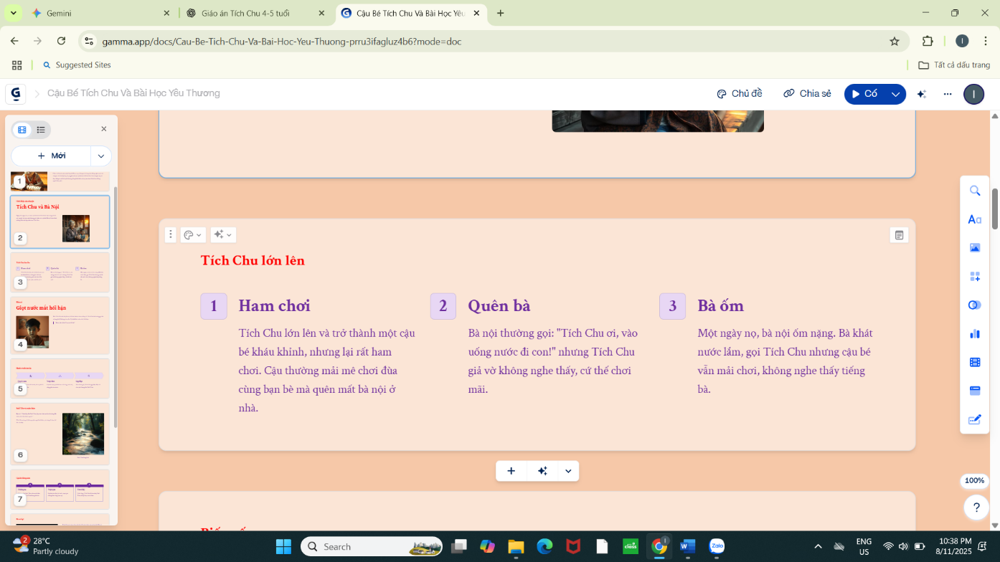 Gemini
Giáo án Tích Chu 4-5 tuổi
Cậu Bé Tích Chu Và Bài Học Yêu
gamma.app/docs/Cau-Be-Tich-Chu-Va-Bai-Hoc-Yeu-Thuong-prru3ifagluz4b6?mode=doc
I
Suggested Sites
Tất cả dấu trang
G
Cậu Bé Tích Chu Và Bài Học Yêu Thương
Chủ đề
Chia sẻ
Có
I
Mới
1
Tích Chu và Bà Nội
2
3
Giọt nước mắt hối hận
4
5
6
7
Tích Chu lớn lên
1
Ham chơi
Tích Chu lớn lên và trở thành một cậu
bé kháu khỉnh, nhưng lại rất ham
chơi. Cậu thường mải mê chơi đùa
cùng bạn bè mà quên mất bà nội ở
nhà.
2
Quên bà
Bà nội thường gọi: "Tích Chu ơi, vào
uống nước đi con!" nhưng Tích Chu
giả vờ không nghe thấy, cứ thế chơi
mãi.
3
Bà ốm
Một ngày nọ, bà nội ốm nặng. Bà khát
nước lắm, gọi Tích Chu nhưng cậu bé
vẫn mải chơi, không nghe thấy tiếng
bà.
Aa
100%
?
2
28°C
Partly cloudy
Search
class
W
Zalo
ENG
US
10:38 PM
8/11/2025